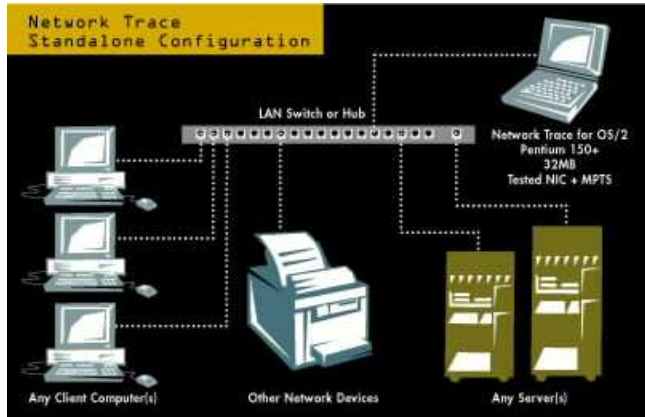 Network Trace
Standalone Configuration
LAN Switch or Hub
Network Trace for OS/2
Pentium 150+
32MB
Tested NIC + MPTS
Any Client Computer(s)
Other Network Devices
Any Server(s)